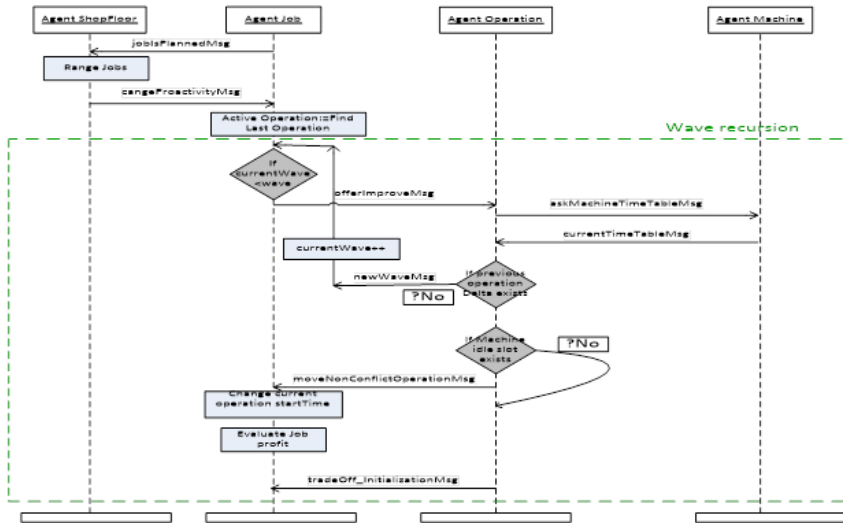 Agent ShopFloor
Agent Job
Agent Operation
Agent Machine
jobIsPlannedMsg
Range Jobs
cangeProactivityMsg
Active Operation:=Find
Last Operation
Wave recursion
If
currentWave
<wave
offerImproveMsg
askMachineTimeTableMsg
currentTimeTableMsg
currentWave++
If previous
operation
Delta exists
newWaveMsg
?No
If Machine
idle slot
exists
?No
moveNonConflictOperationMsg
Change current
operation startTime
Evaluate Job
profit
tradeOff_InitializationMsg